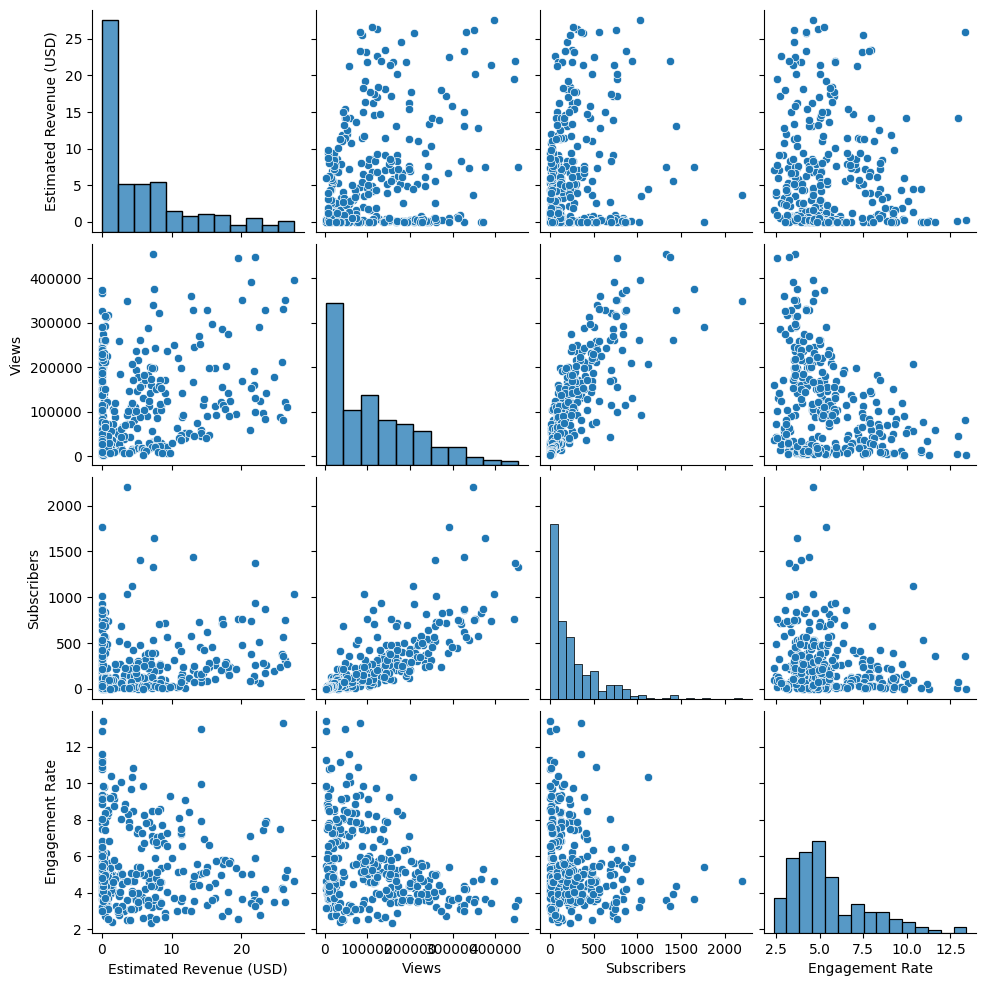 Estimated Revenue (USD)
25
20
15
10
5
0
Views
400000
300000
200000
100000
0
Subscribers
2000
1500
1000
500
0
Engagement Rate
12
10
8
6
4
2
0 10 20
0 100000 200000 300000 400000
0 500 1000 1500 2000
2.5 5.0 7.5 10.0 12.5
Estimated Revenue (USD) Views Subscribers Engagement Rate